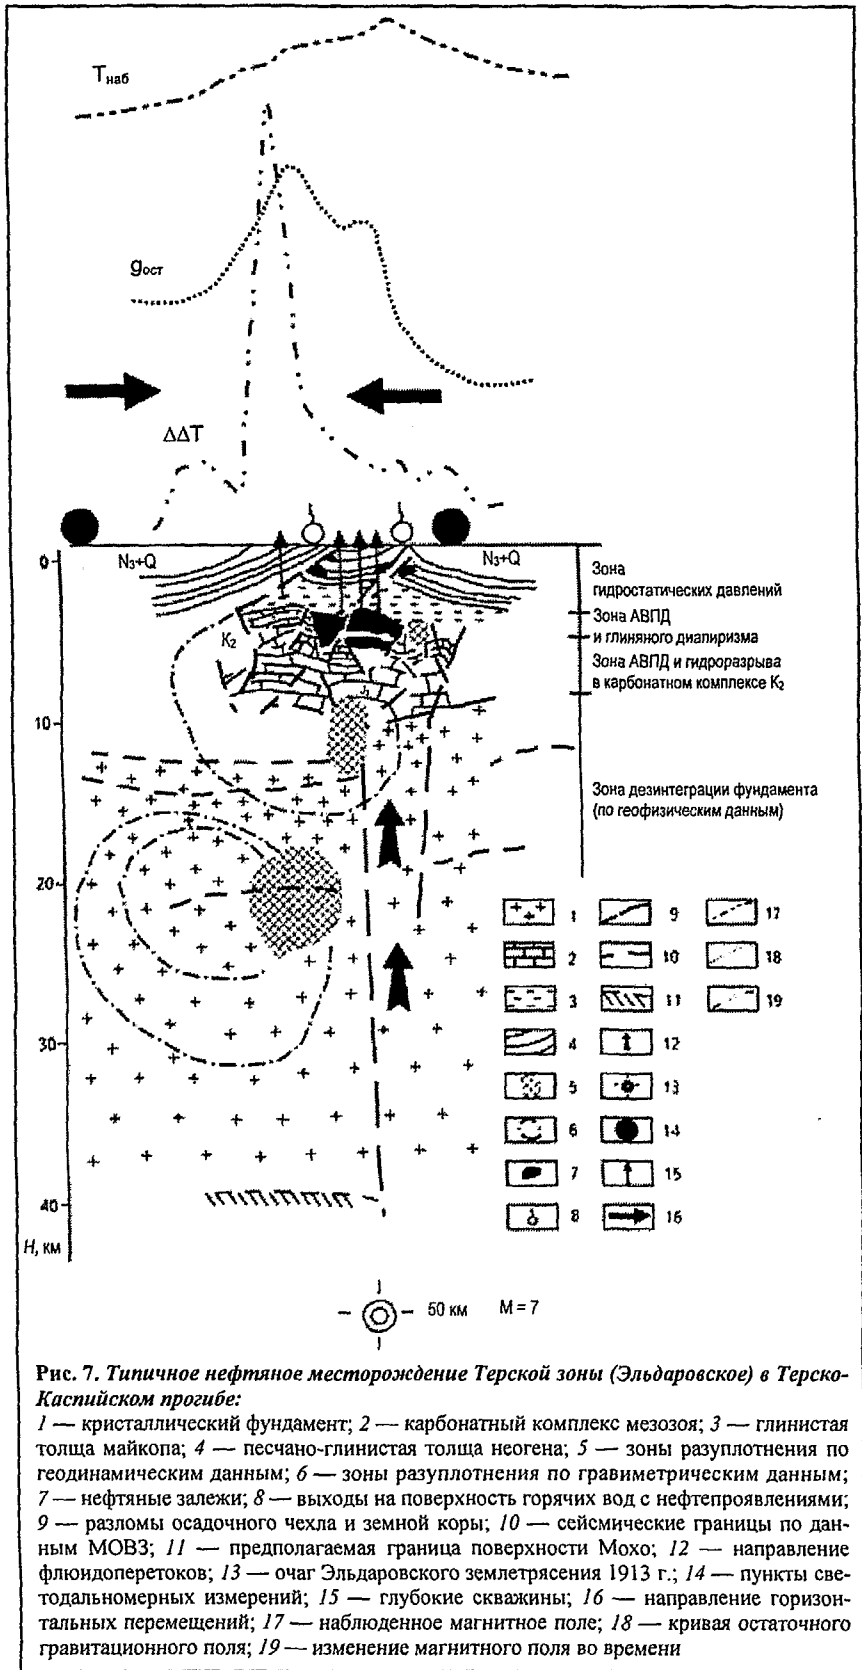 Tнаб
gост
ΔΔT
0
N₃+Q
N₃+Q
Зона
гидростатических давлений
Зона АВПД
и глиняного диапиризма
K₂
Зона АВПД и гидроразрыва
в карбонатном комплексе K₂
J₁
10
Зона дезинтеграции фундамента
(по геофизическим данным)
20
1 9 17
2 10 18
3 11 19
30
4 12
5 13
6 14
7 15
40
8 16
H, км
50 км M = 7
Рис. 7. Типичное нефтяное месторождение Терской зоны (Эльдаровское) в Терско-
Каспийском прогибе:
1 — кристаллический фундамент; 2 — карбонатный комплекс мезозоя; 3 — глинистая
толща майкопа; 4 — песчано-глинистая толща неогена; 5 — зоны разуплотнения по
геодинамическим данным; 6 — зоны разуплотнения по гравиметрическим данным;
7 — нефтяные залежи; 8 — выходы на поверхность горячих вод с нефтепроявлениями;
9 — разломы осадочного чехла и земной коры; 10 — сейсмические границы по дан-
ным МОВЗ; 11 — предполагаемая граница поверхности Мохо; 12 — направление
флюидоперетоков; 13 — очаг Эльдаровского землетрясения 1913 г.; 14 — пункты све-
тодальномерных измерений; 15 — глубокие скважины; 16 — направление горизон-
тальных перемещений; 17 — наблюденное магнитное поле; 18 — кривая остаточного
гравитационного поля; 19 — изменение магнитного поля во времени